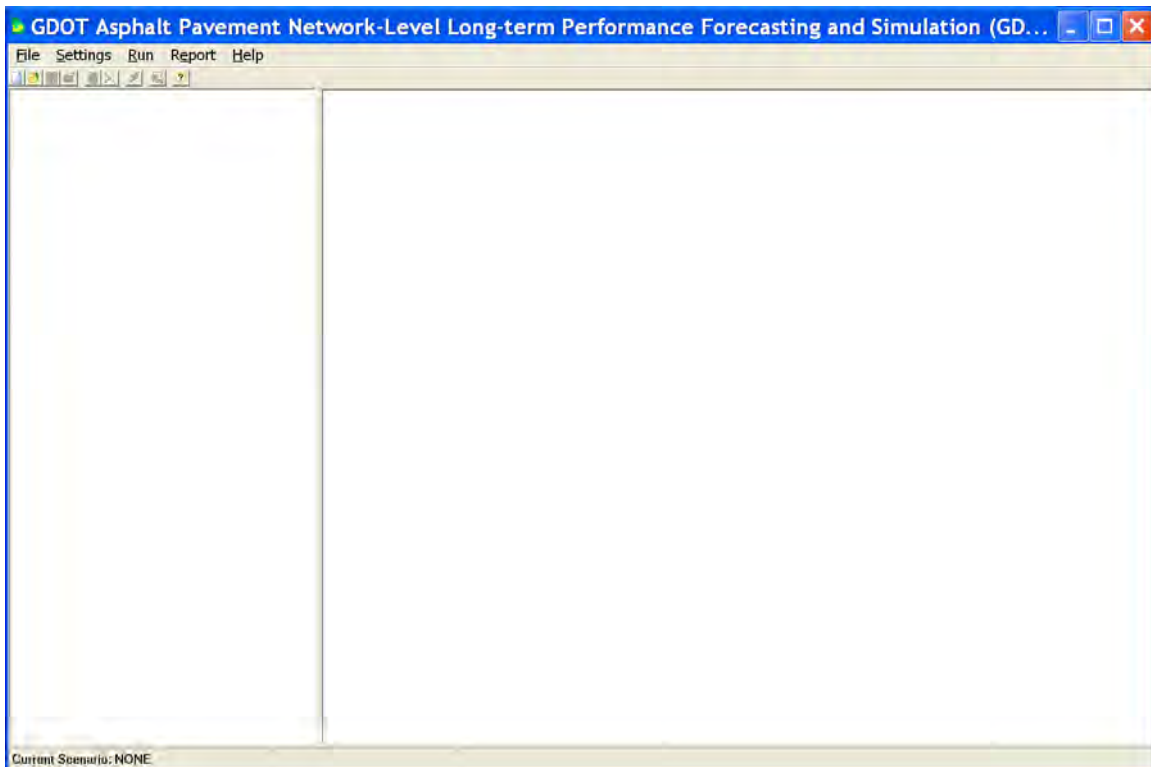 GDOT Asphalt Pavement Network-Level Long-term Performance Forecasting and Simulation (GD...
File Settings Run Report Help
Current Scenario: NONE